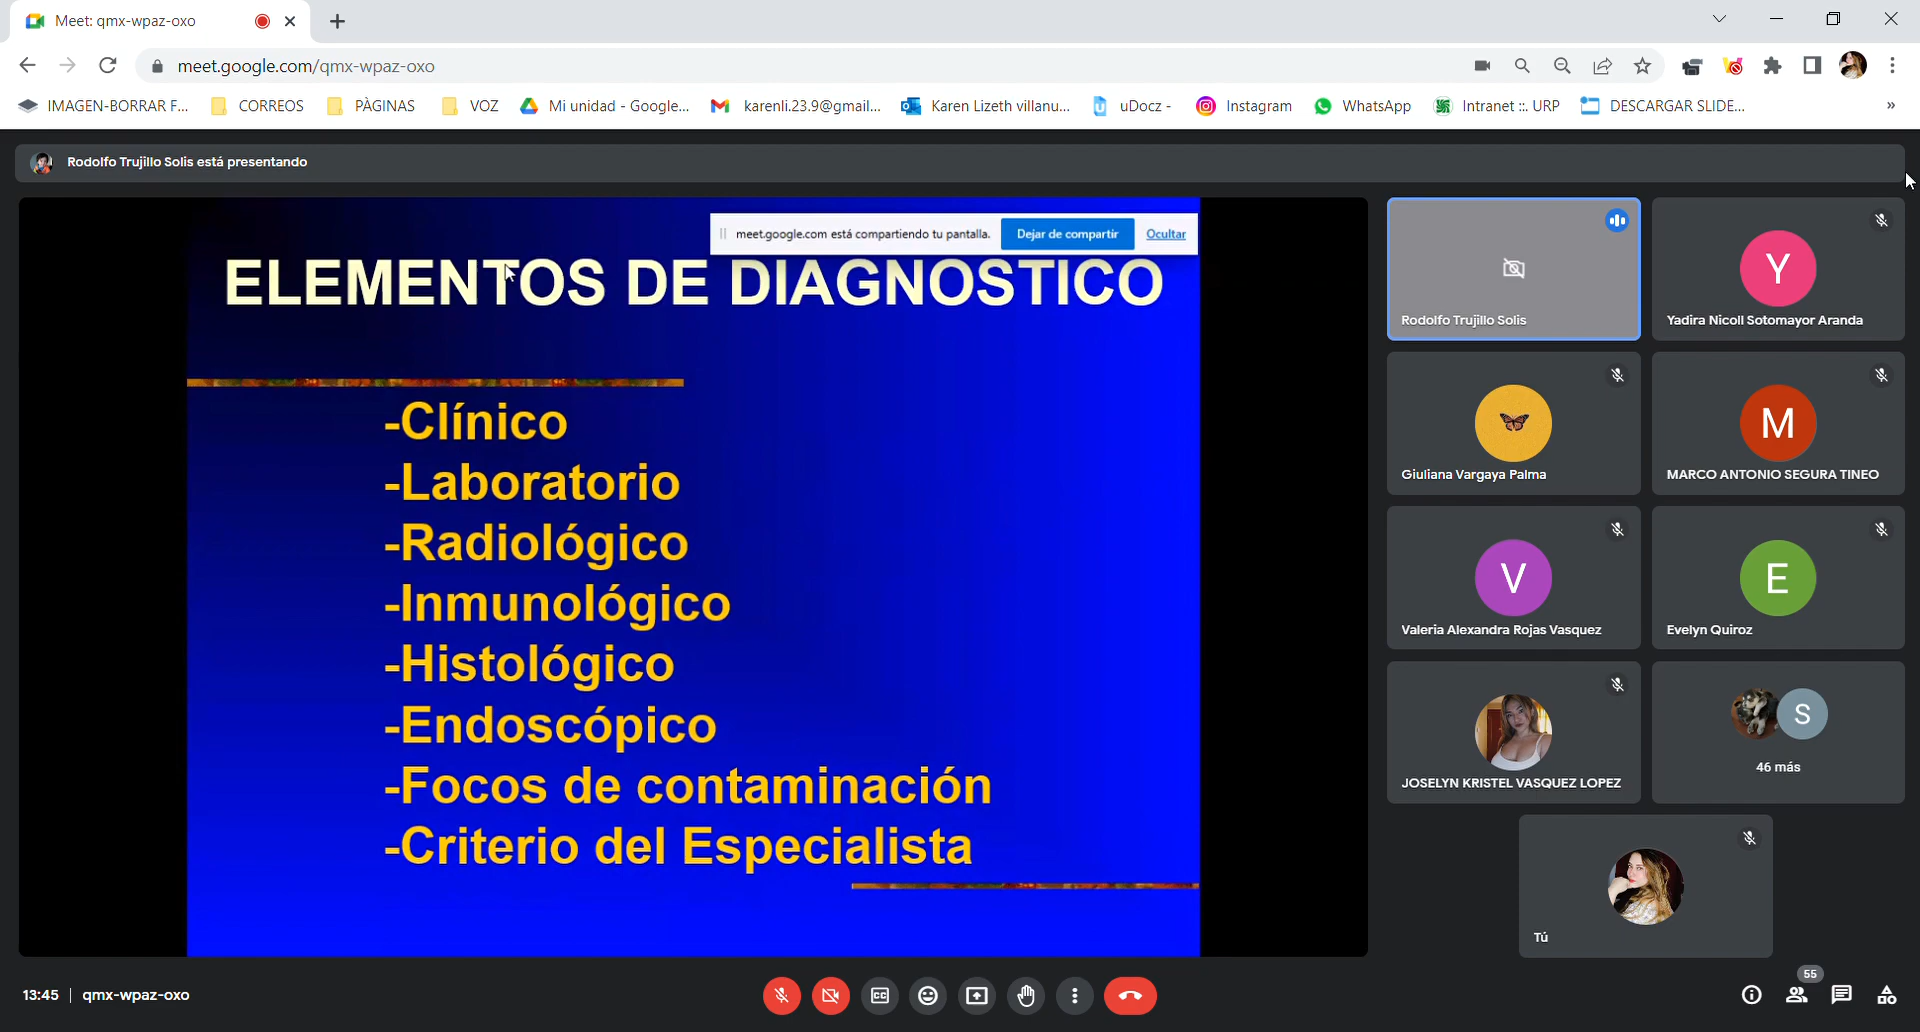 Meet: qmx-wpaz-oxo
meet.google.com/qmx-wpaz-oxo
IMAGEN-BORRAR F... CORREOS PÀGINAS VOZ Mi unidad - Google... karenli.23.9@gmail... Karen Lizeth villanu... uDocz - Instagram WhatsApp Intranet ::. URP DESCARGAR SLIDE... »
Rodolfo Trujillo Solis está presentando
meet.google.com está compartiendo tu pantalla. Dejar de compartir Ocultar
ELEMENTOS DE DIAGNOSTICO
-Clínico
-Laboratorio
-Radiológico
-Inmunológico
-Histológico
-Endoscópico
-Focos de contaminación
-Criterio del Especialista
Rodolfo Trujillo Solis
Y
Yadira Nicoll Sotomayor Aranda
Giuliana Vargaya Palma
M
MARCO ANTONIO SEGURA TINEO
V
Valeria Alexandra Rojas Vasquez
E
Evelyn Quiroz
JOSELYN KRISTEL VASQUEZ LOPEZ
S
46 más
Tú
13:45 | qmx-wpaz-oxo
CC
55